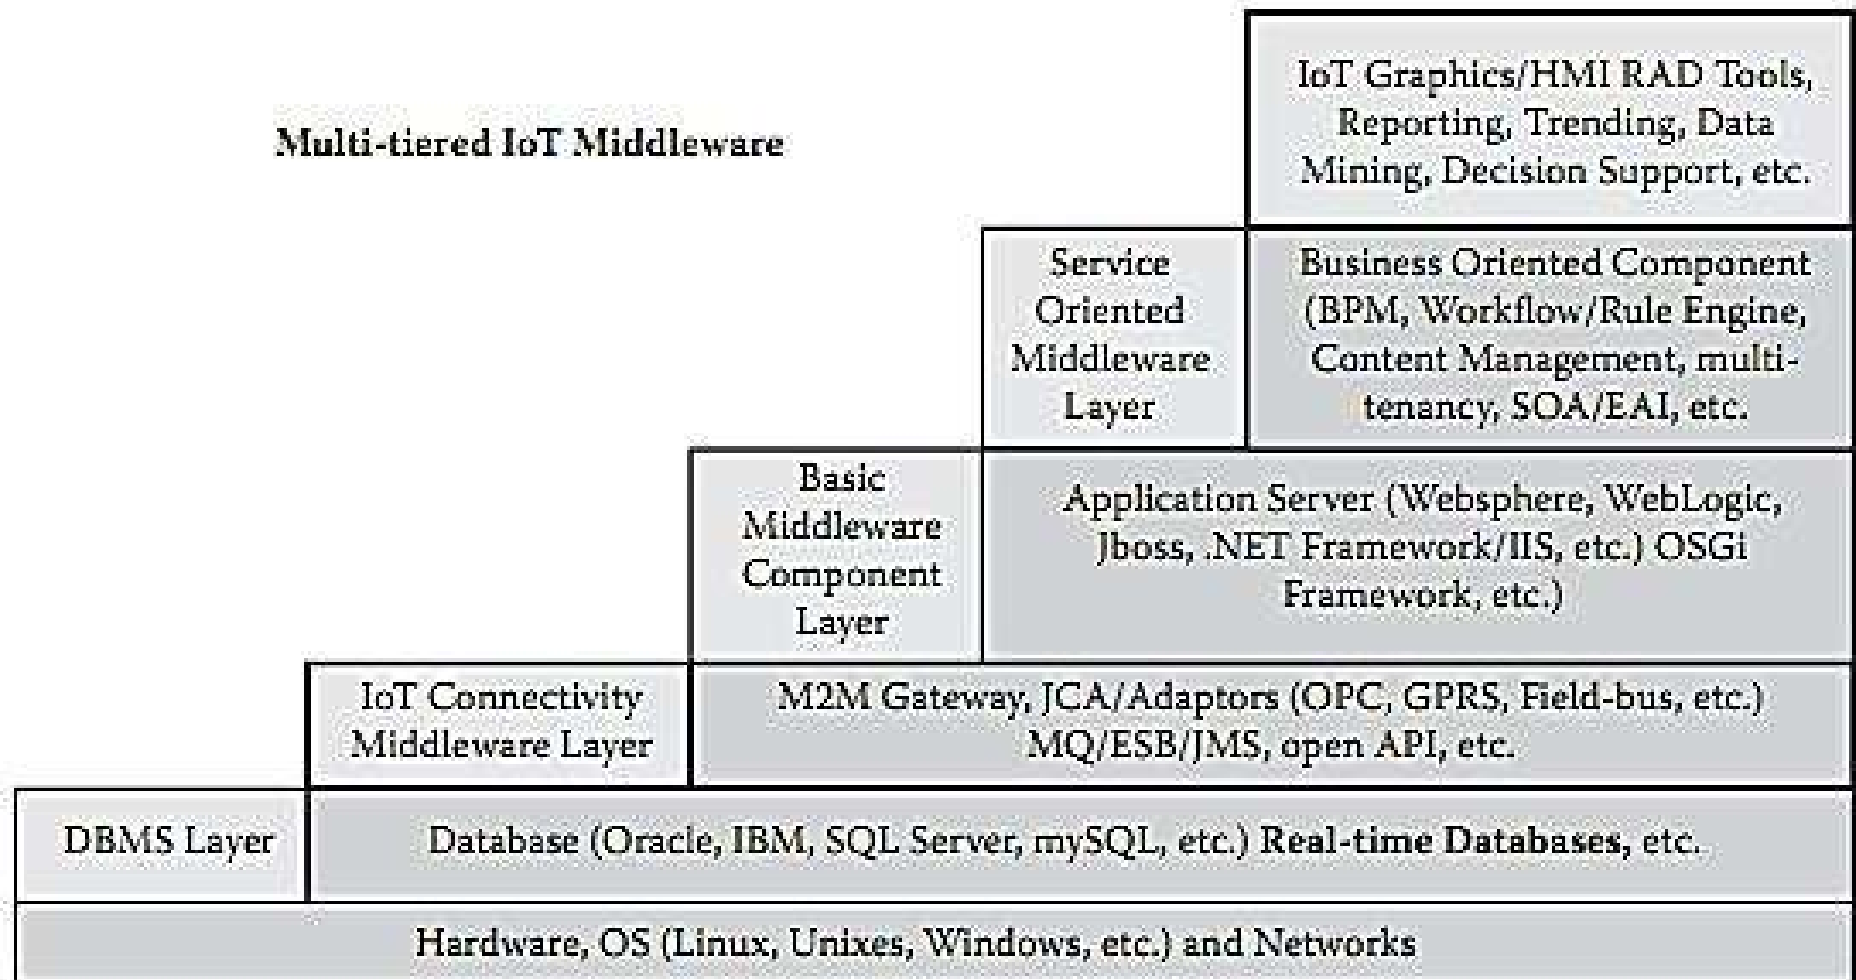 Multi-tiered IoT Middleware
IoT Graphics/HMI RAD Tools,
Reporting, Trending, Data
Mining, Decision Support, etc.
Service
Oriented
Middleware
Layer
Business Oriented Component
(BPM, Workflow/Rule Engine,
Content Management, multi-
tenancy, SOA/EAI, etc.
Basic
Middleware
Component
Layer
Application Server (Websphere, WebLogic,
Jboss, .NET Framework/IIS, etc.) OSGi
Framework, etc.)
IoT Connectivity
Middleware Layer
M2M Gateway, JCA/Adaptors (OPC, GPRS, Field-bus, etc.)
MQ/ESB/JMS, open API, etc.
DBMS Layer
Database (Oracle, IBM, SQL Server, mySQL, etc.) Real-time Databases, etc.
Hardware, OS (Linux, Unixes, Windows, etc.) and Networks